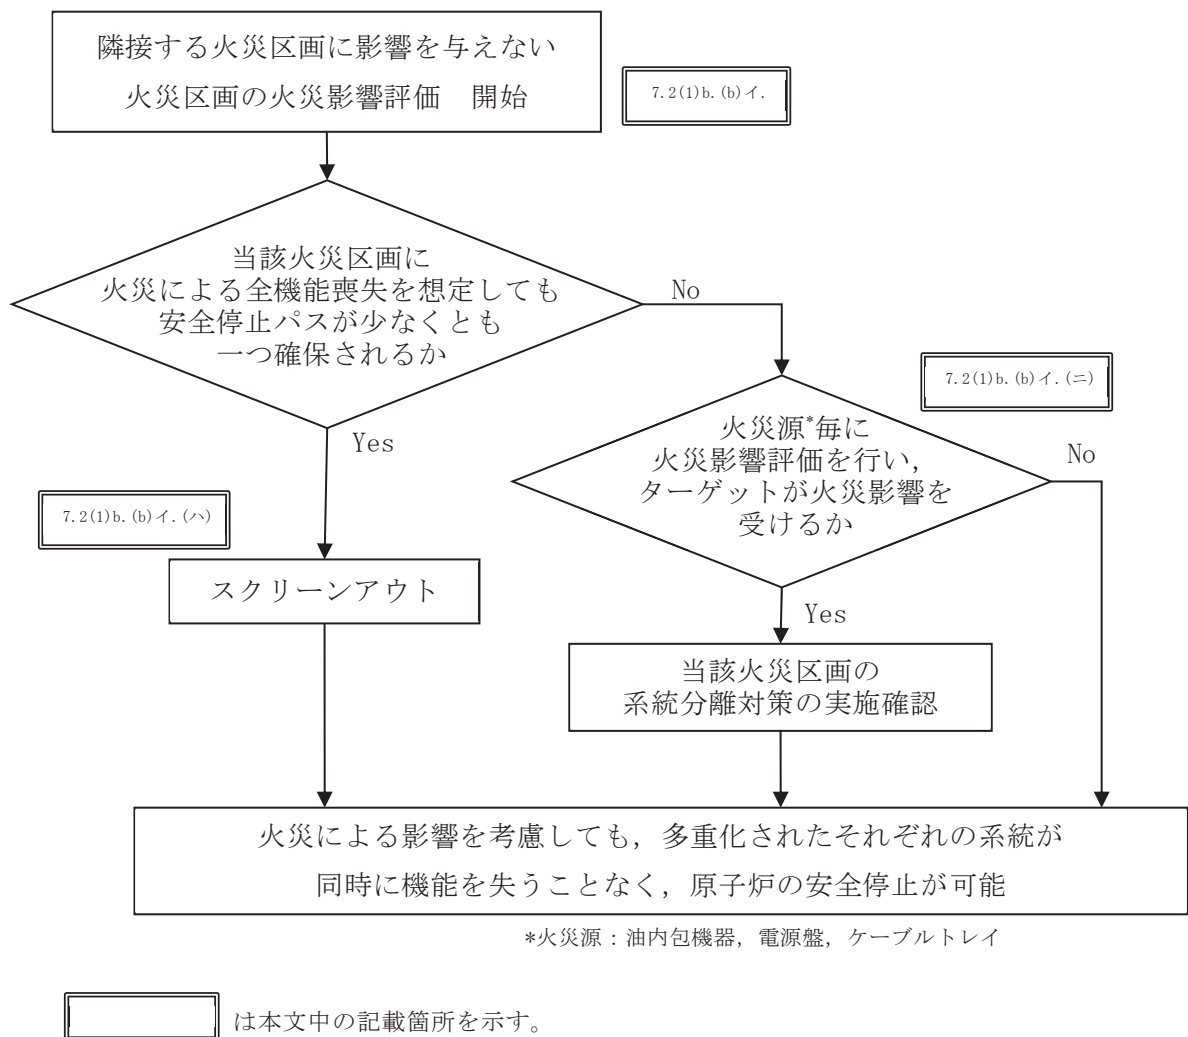 隣接する火災区画に影響を与えない
火災区画の火災影響評価　開始
7.2(1)b.(b)イ.
当該火災区画に
火災による全機能喪失を想定しても
安全停止パスが少なくとも
一つ確保されるか
No
Yes
7.2(1)b.(b)イ.(ニ)
火災源*毎に
火災影響評価を行い,
ターゲットが火災影響を
受けるか
No
Yes
7.2(1)b.(b)イ.(ハ)
スクリーンアウト
当該火災区画の
系統分離対策の実施確認
火災による影響を考慮しても, 多重化されたそれぞれの系統が
同時に機能を失うことなく, 原子炉の安全停止が可能
*火災源：油内包機器, 電源盤, ケーブルトレイ
は本文中の記載箇所を示す。